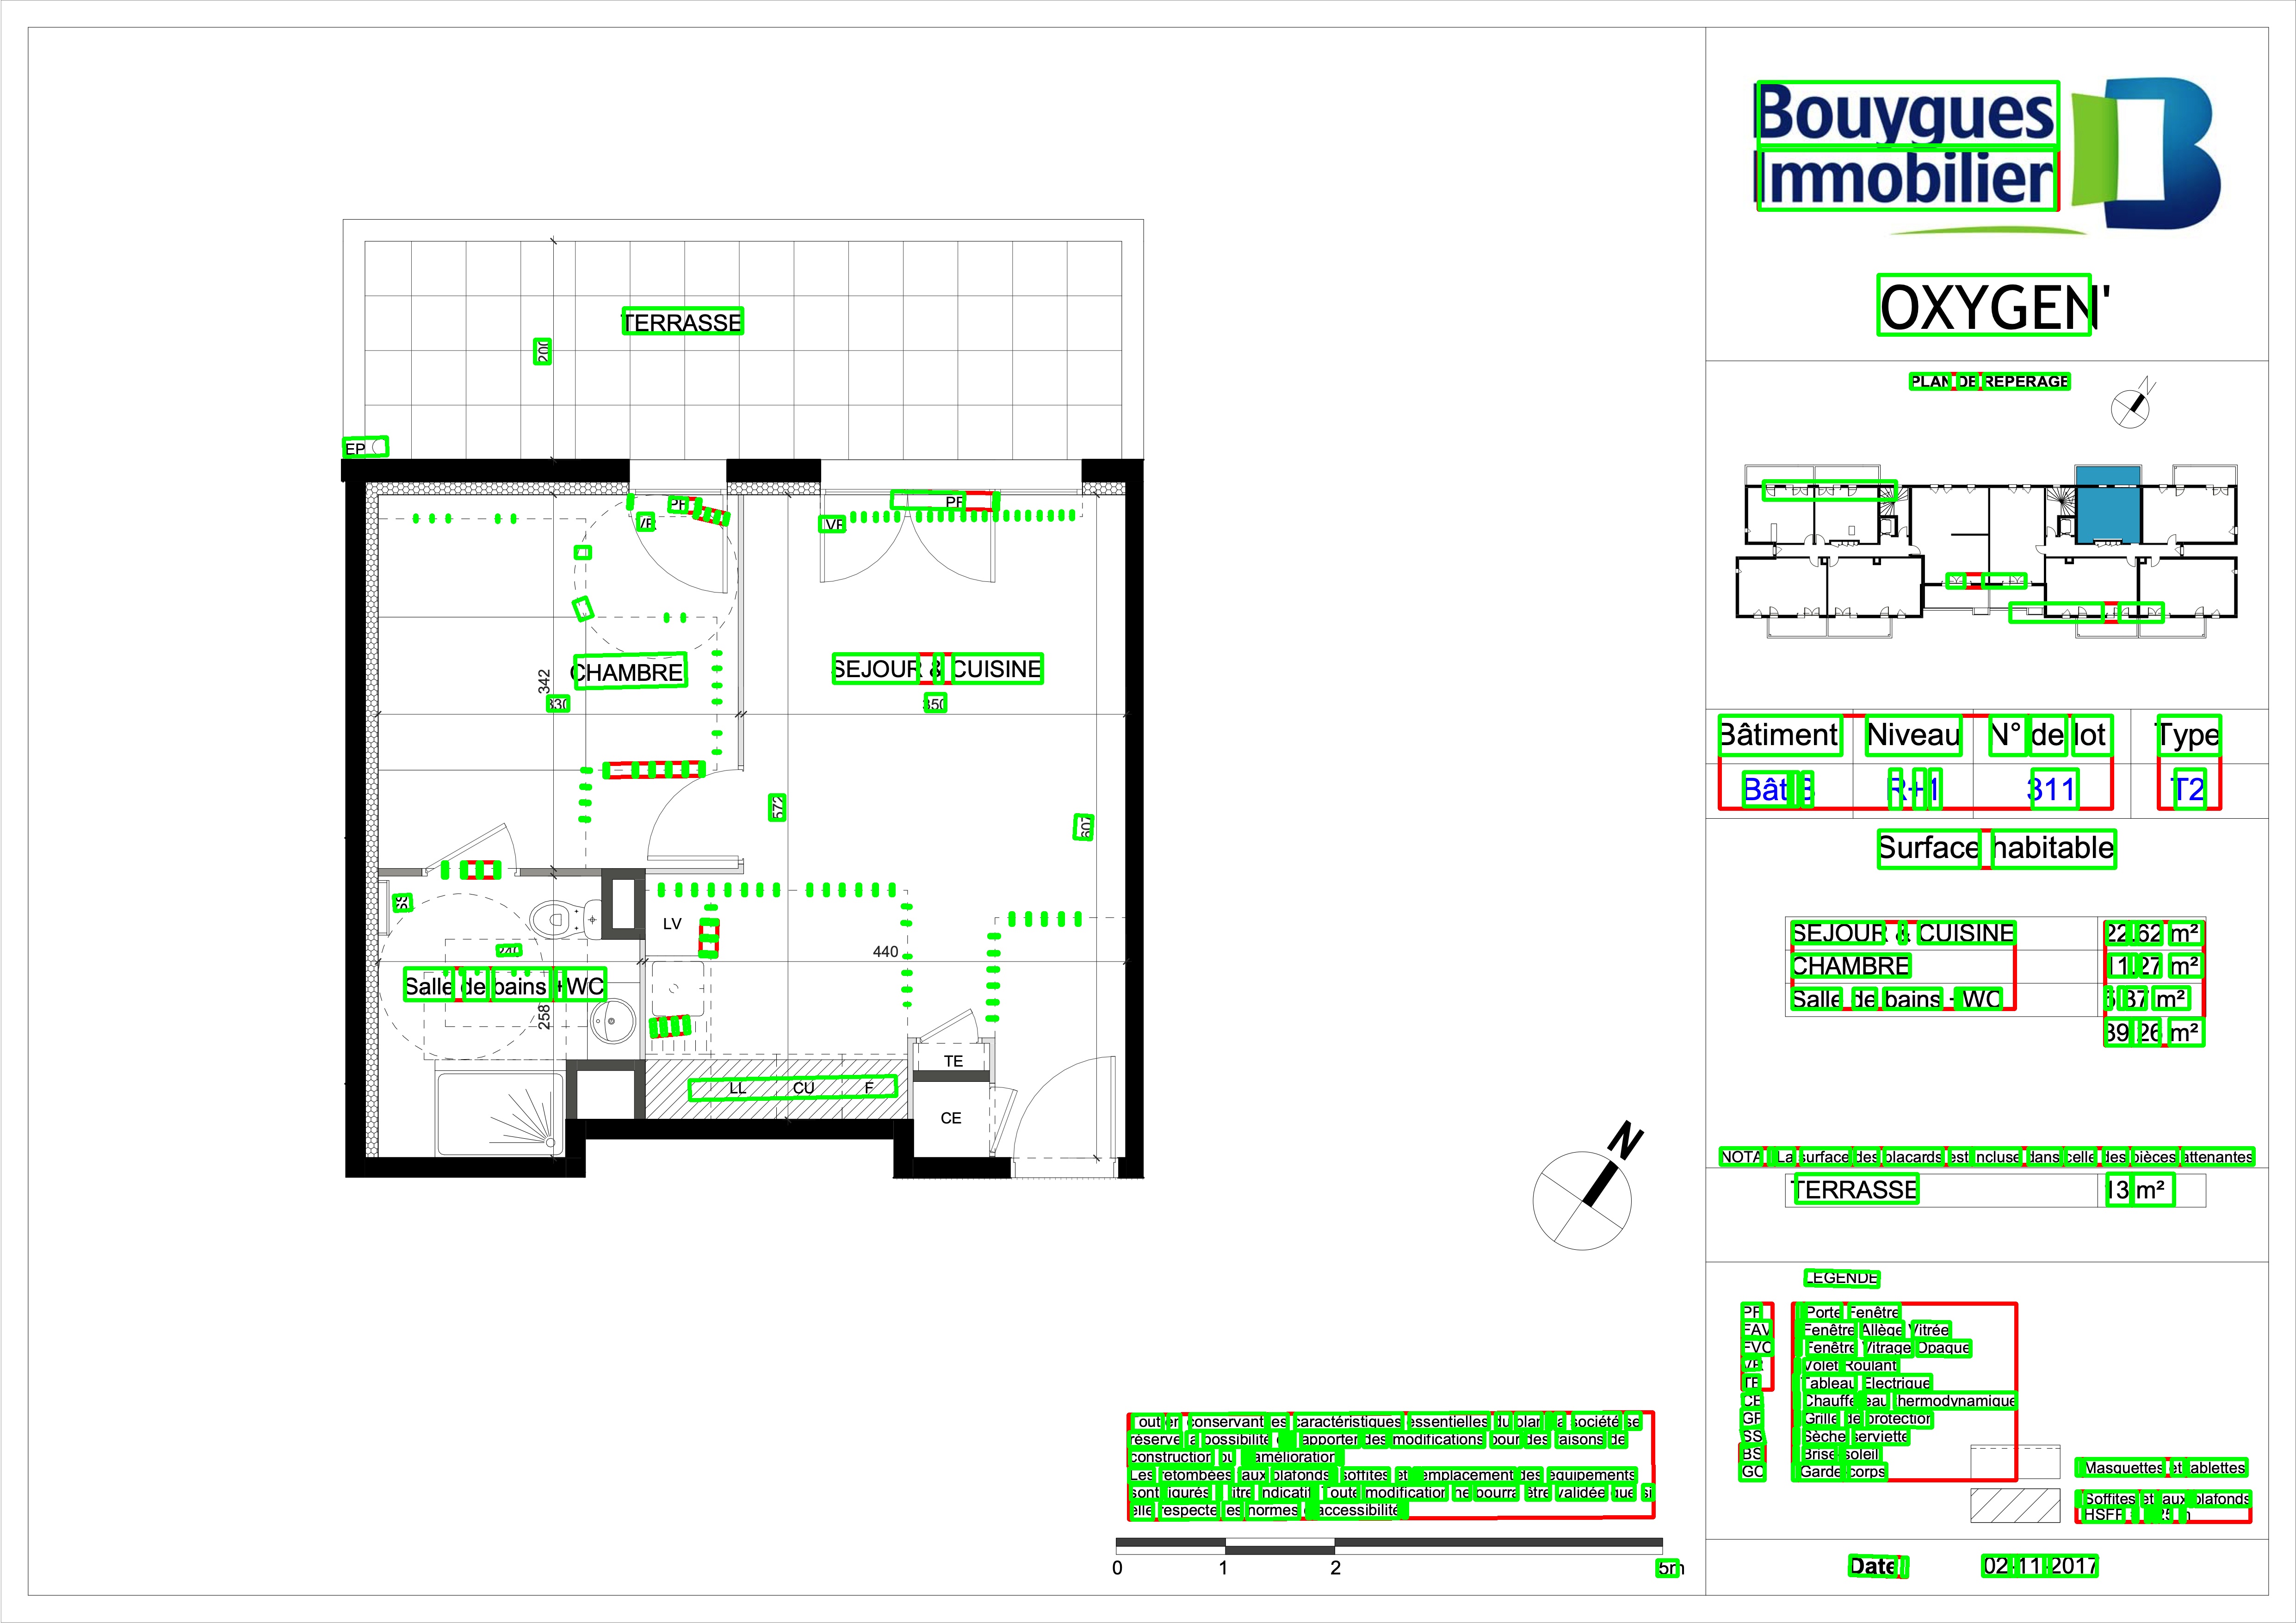 Bouygues
Immobilier
OXYGEN'
PLAN DE REPERAGE
N
Bâtiment Niveau N° de lot Type
R+1 311 T2
Surface habitable
SEJOUR & CUISINE 22.62 m²
CHAMBRE 11.27 m²
Salle de bains + WC 5.37 m²
39.26 m²
NOTA : La surface des placards est incluse dans celle des pièces attenantes
TERRASSE 13 m²
LEGENDE
PF : Porte Fenêtre
FAV : Fenêtre Allège Vitrée
FVO : Fenêtre Vitrage Opaque
VR : Volet Roulant
TE : Tableau Electrique
CE : Chauffe eau thermodynamique
GP : Grille de protection
SS : Sèche serviette
BS : Brise soleil
GC : Garde corps
: Masquettes et tablettes
: Soffites et faux plafonds
Date : 02-11-2017
TERRASSE
200
EP
PF
VR
PF
VR
CHAMBRE
342
330
SEJOUR & CUISINE
350
572
607
SS
LV
240
440
Salle de bains + WC
258
TE
LL CU F
CE
N
Tout en conservant les caractéristiques essentielles du plan, la société se
réserve la possibilité d'apporter des modifications pour des raisons de
construction ou d'amélioration.
Les retombées, faux plafonds, soffites et emplacement des équipements
sont figurés à titre indicatif. Toute modification ne pourra être validée que si
elle respecte les normes d'accessibilité.
0 1 2 5m